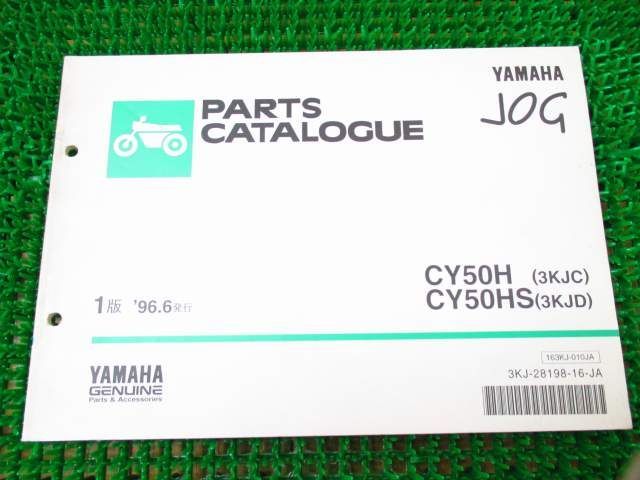 YAMAHA
JOG
PARTS
CATALOGUE
CY50H (3KJC)
CY50HS(3KJD)
1版 '96.6発行
163KJ-010JA
3KJ-28198-16-JA
YAMAHA
GENUINE
Parts & Accessories